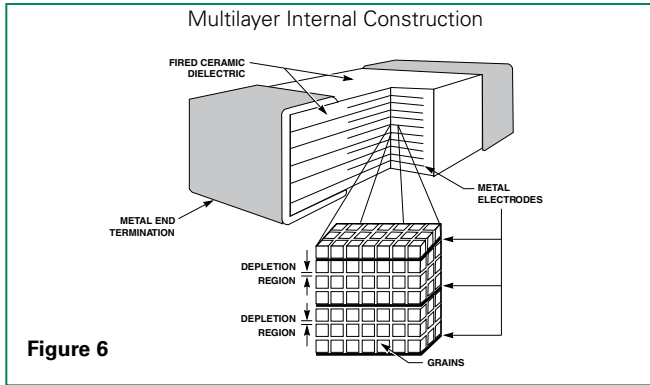 Multilayer Internal Construction
FIRED CERAMIC
DIELECTRIC
METAL
ELECTRODES
METAL END
TERMINATION
DEPLETION
REGION
DEPLETION
REGION
GRAINS
Figure 6